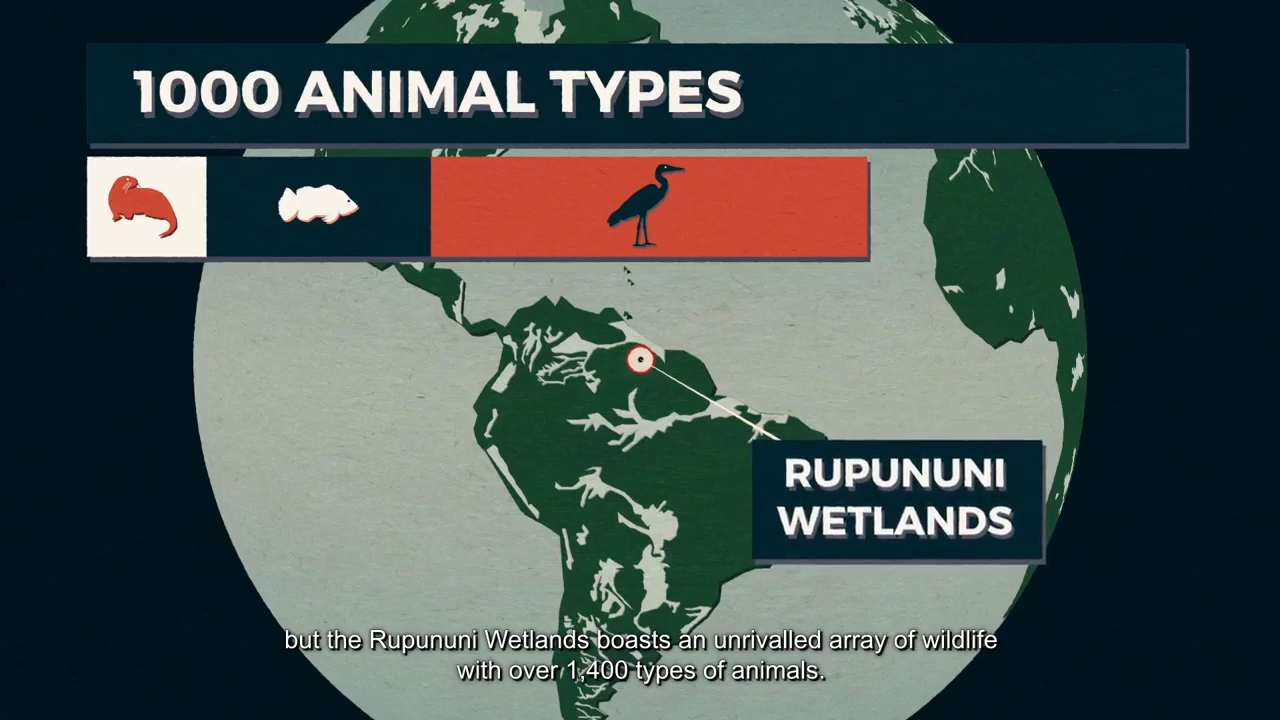 1000 ANIMAL TYPES
RUPUNUNI
WETLANDS
but the Rupununi Wetlands boasts an unrivalled array of wildlife
with over 1,400 types of animals.